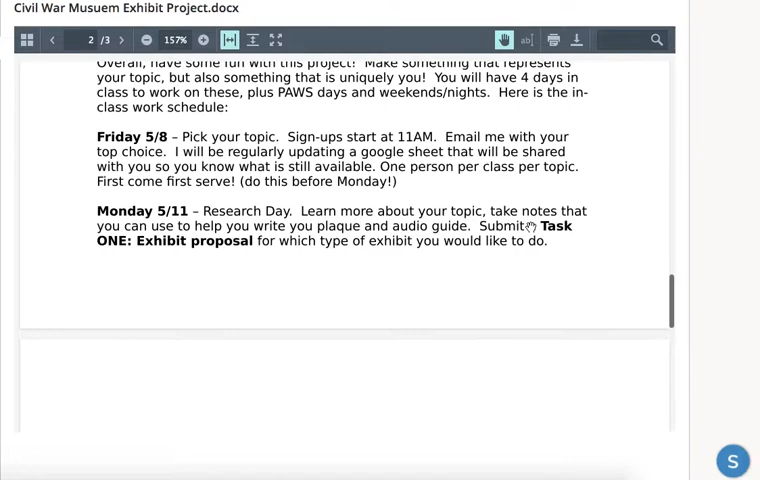 Civil War Musuem Exhibit Project.docx
2 /3 157% ab
Overall, have some fun with this project! Make something that represents
your topic, but also something that is uniquely you! You will have 4 days in
class to work on these, plus PAWS days and weekends/nights. Here is the in-
class work schedule:
Friday 5/8 – Pick your topic. Sign-ups start at 11AM. Email me with your
top choice. I will be regularly updating a google sheet that will be shared
with you so you know what is still available. One person per class per topic.
First come first serve! (do this before Monday!)
Monday 5/11 – Research Day. Learn more about your topic, take notes that
you can use to help you write you plaque and audio guide. Submit Task
ONE: Exhibit proposal for which type of exhibit you would like to do.
S